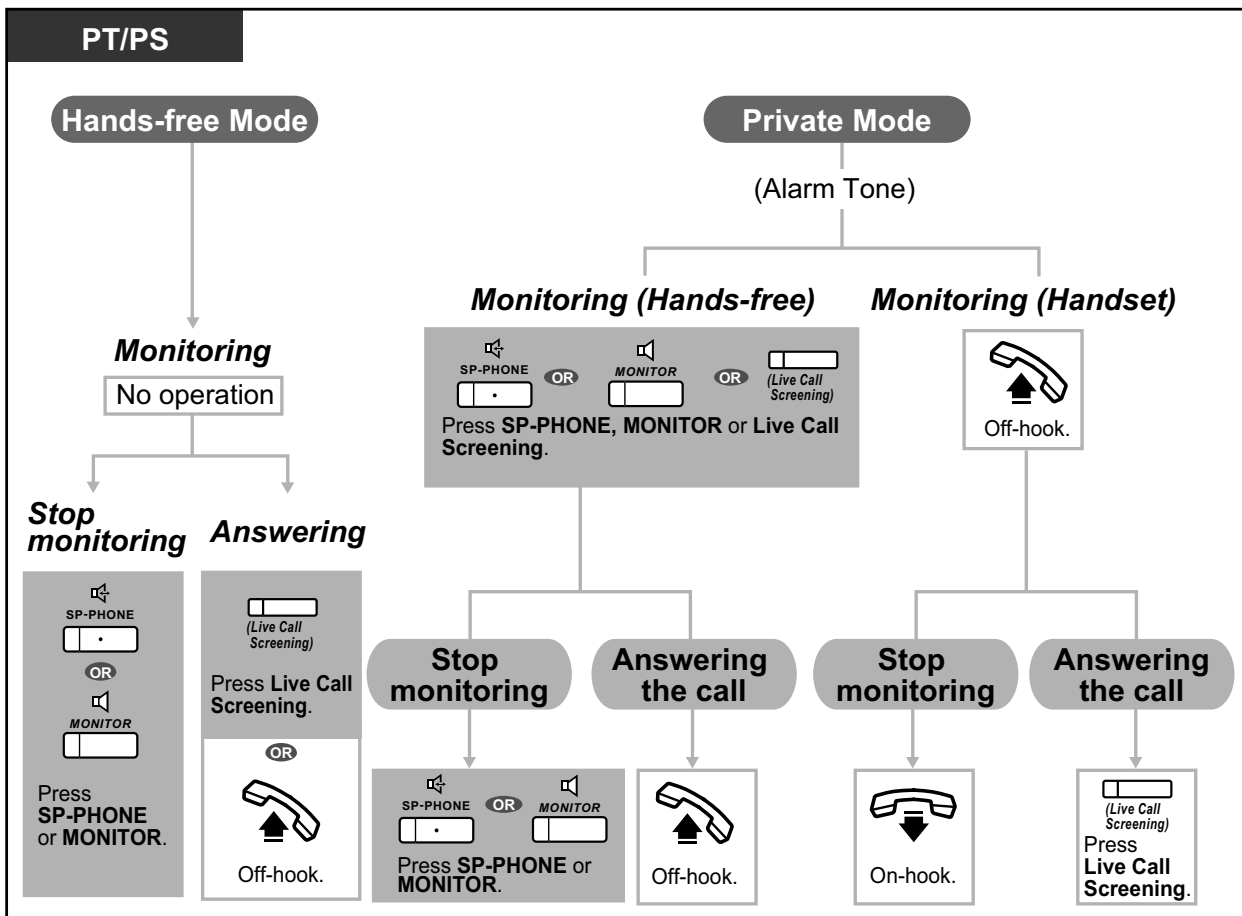 PT/PS
Hands-free Mode
Monitoring
No operation
Stop
monitoring
SP-PHONE
OR
MONITOR
Press
SP-PHONE
or MONITOR.
Answering
(Live Call
Screening)
Press Live Call
Screening.
OR
Off-hook.
Private Mode
(Alarm Tone)
Monitoring (Hands-free)
SP-PHONE
OR
MONITOR
OR
(Live Call
Screening)
Press SP-PHONE, MONITOR or Live Call
Screening.
Stop
monitoring
SP-PHONE
OR
MONITOR
Press SP-PHONE or
MONITOR.
Answering
the call
Off-hook.
Monitoring (Handset)
Off-hook.
Stop
monitoring
On-hook.
Answering
the call
(Live Call
Screening)
Press
Live Call
Screening.